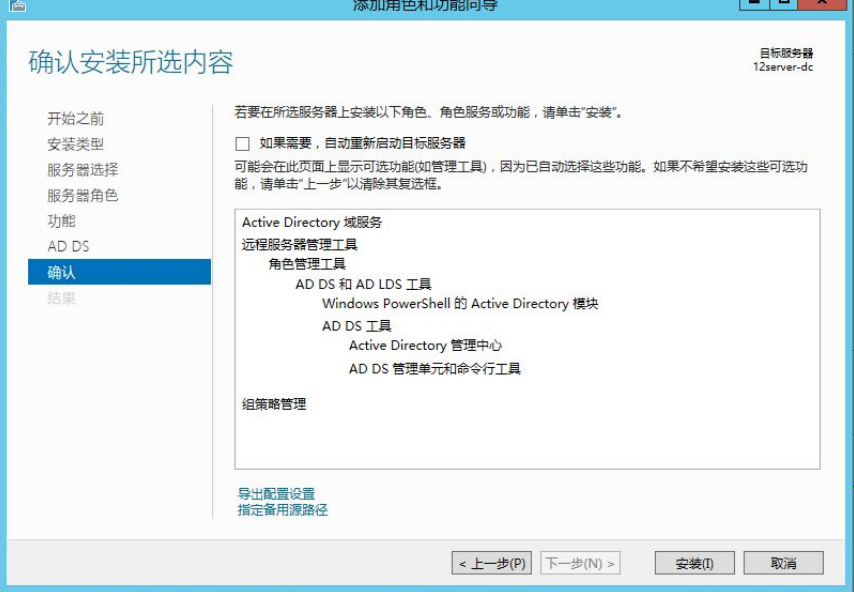 添加角色和功能向导
确认安装所选内容
目标服务器
12server-dc
开始之前
安装类型
服务器选择
服务器角色
功能
AD DS
确认
结果
若要在所选服务器上安装以下角色、角色服务或功能，请单击"安装"。
如果需要，自动重新启动目标服务器
可能会在此页面上显示可选功能(如管理工具)，因为已自动选择这些功能。如果不希望安装这些可选功
能，请单击"上一步"以清除其复选框。
Active Directory 域服务
远程服务器管理工具
角色管理工具
AD DS 和 AD LDS 工具
Windows PowerShell 的 Active Directory 模块
AD DS 工具
Active Directory 管理中心
AD DS 管理单元和命令行工具
组策略管理
导出配置设置
指定备用源路径
< 上一步(P)
下一步(N) >
安装(I)
取消